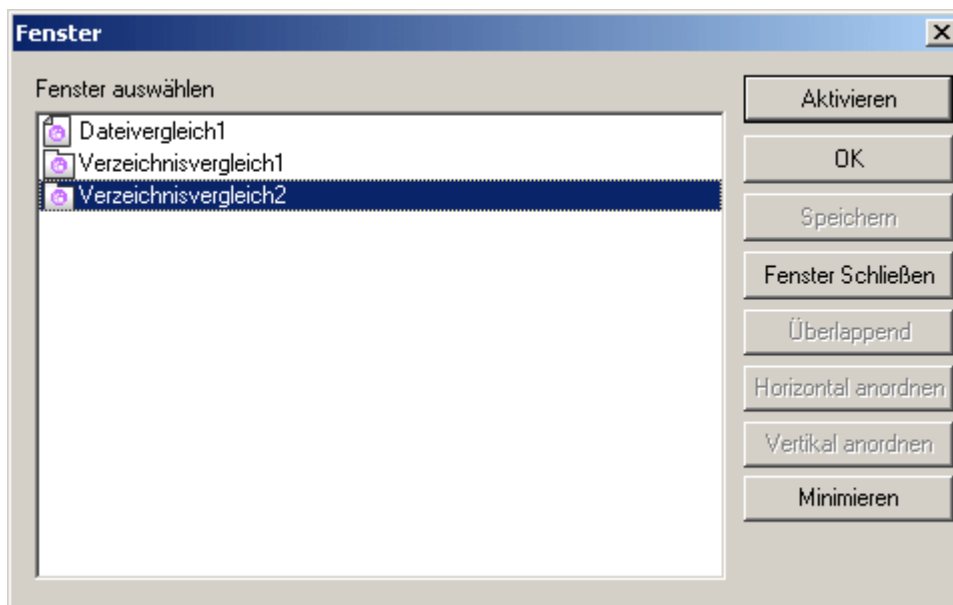 Fenster
Fenster auswählen
Dateivergleich1
Verzeichnisvergleich1
Verzeichnisvergleich2
Aktivieren
OK
Speichern
Fenster Schließen
Überlappend
Horizontal anordnen
Vertikal anordnen
Minimieren